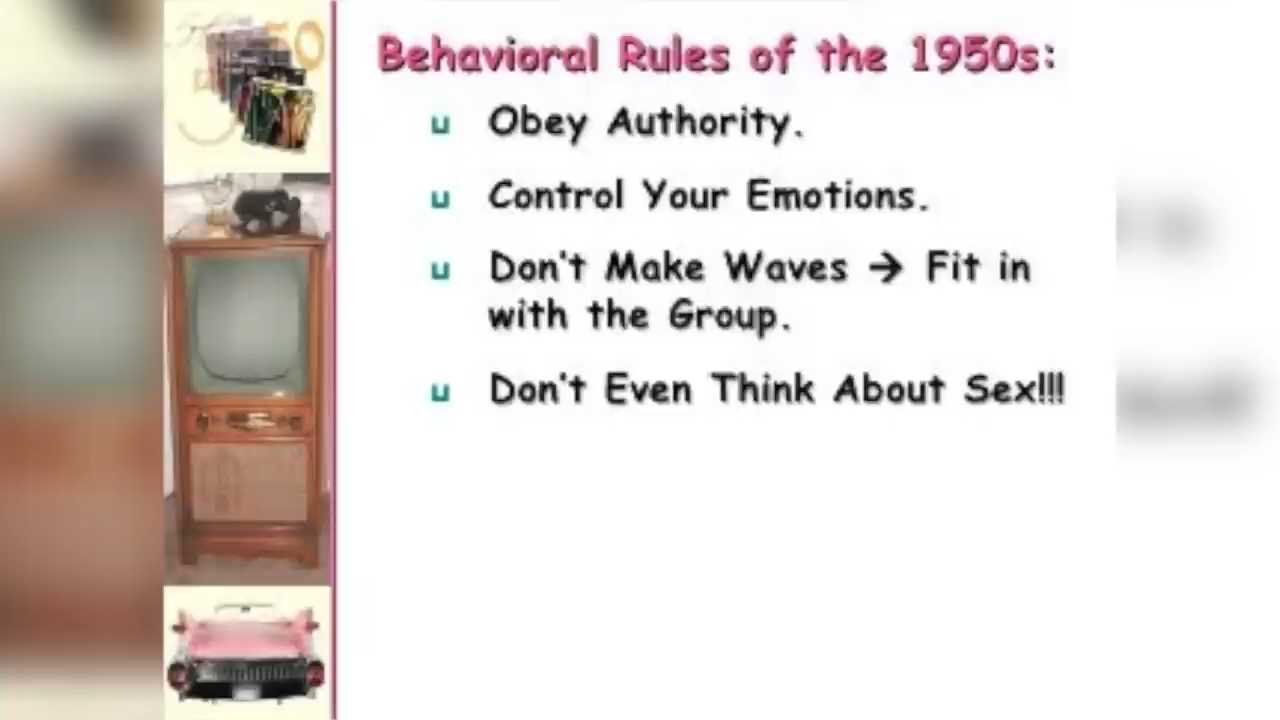 Behavioral Rules of the 1950s:
u Obey Authority.
u Control Your Emotions.
u Don't Make Waves → Fit in
with the Group.
u Don't Even Think About Sex!!!
50